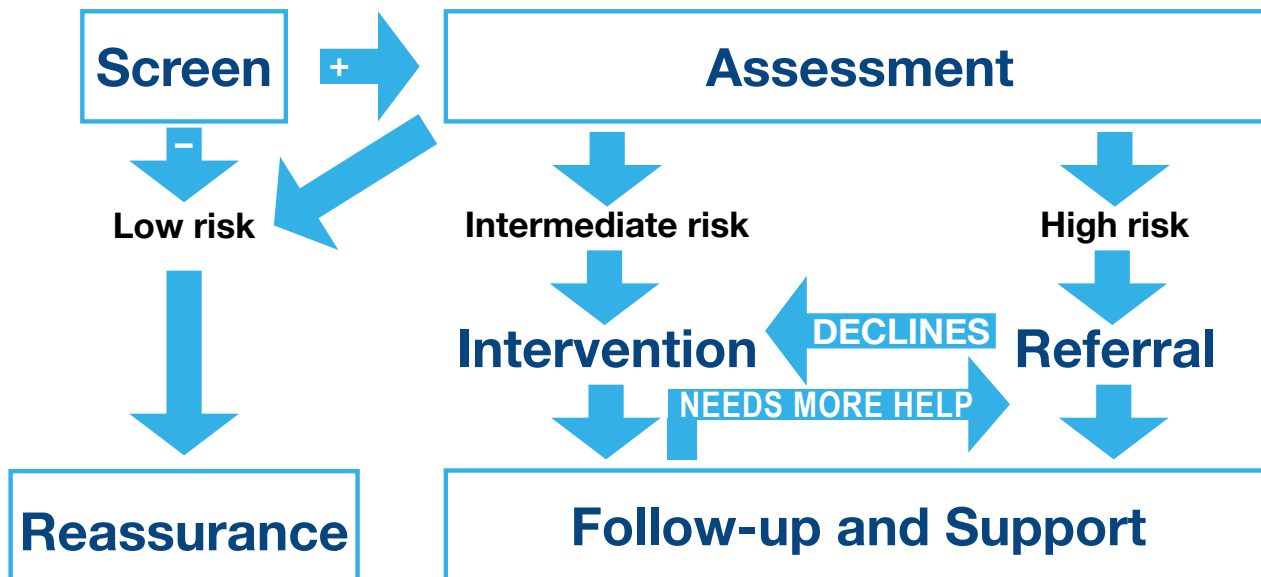 Screen
+
Assessment
–
Low risk
Intermediate risk
High risk
Intervention
DECLINES
Referral
NEEDS MORE HELP
Reassurance
Follow-up and Support